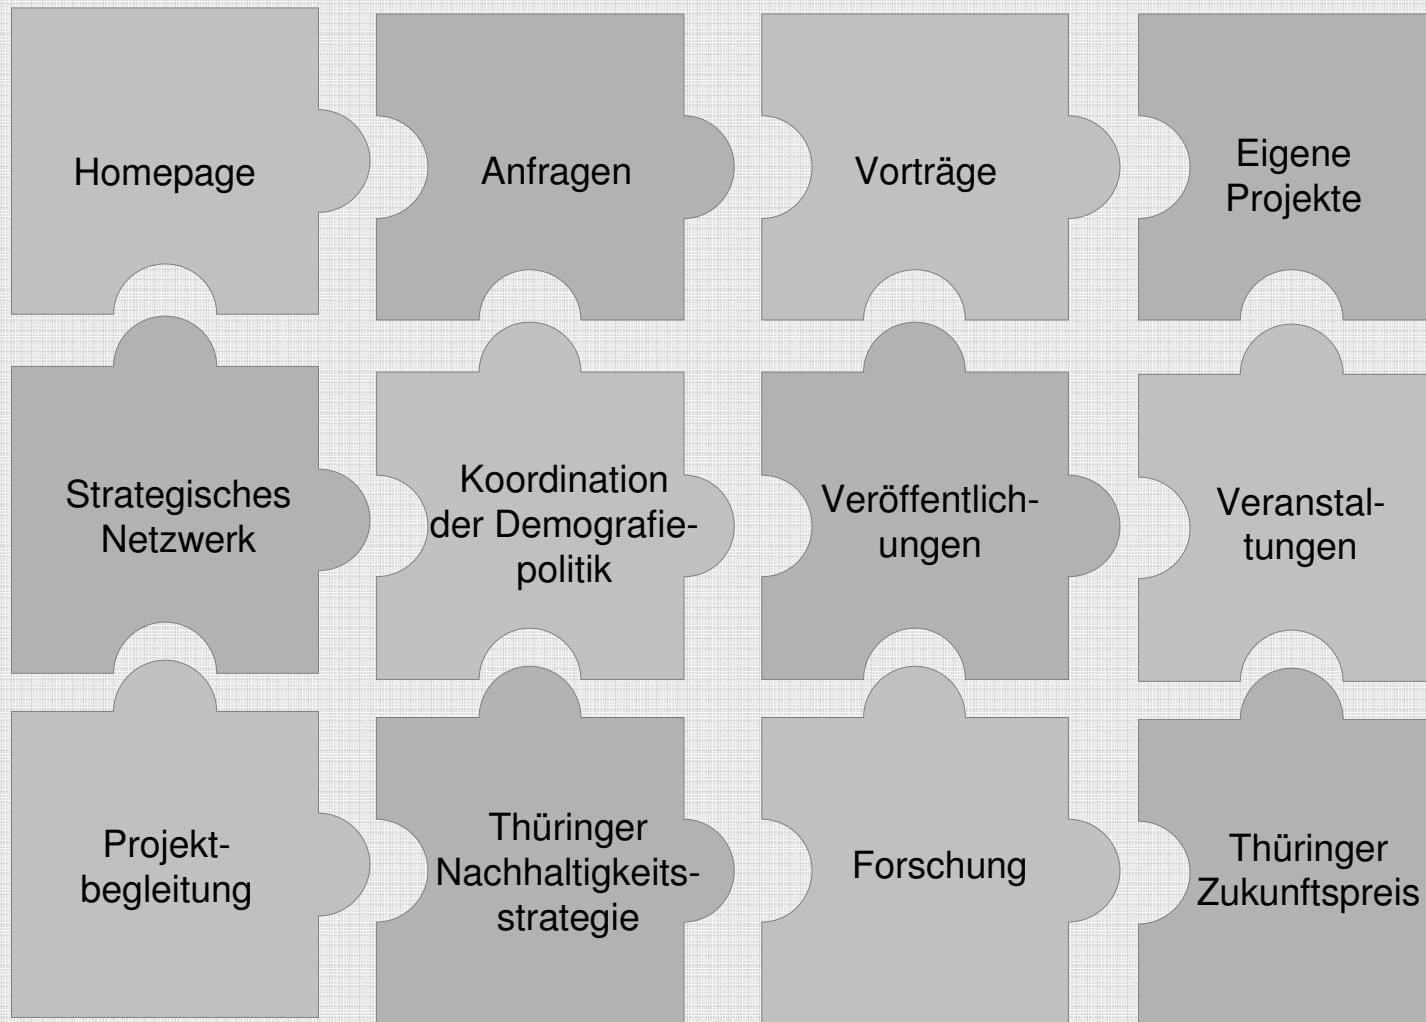 Homepage
Anfragen
Vorträge
Eigene
Projekte
Strategisches
Netzwerk
Koordination
der Demografie-
politik
Veröffentlich-
ungen
Veranstal-
tungen
Projekt-
begleitung
Thüringer
Nachhaltigkeits-
strategie
Forschung
Thüringer
Zukunftspreis